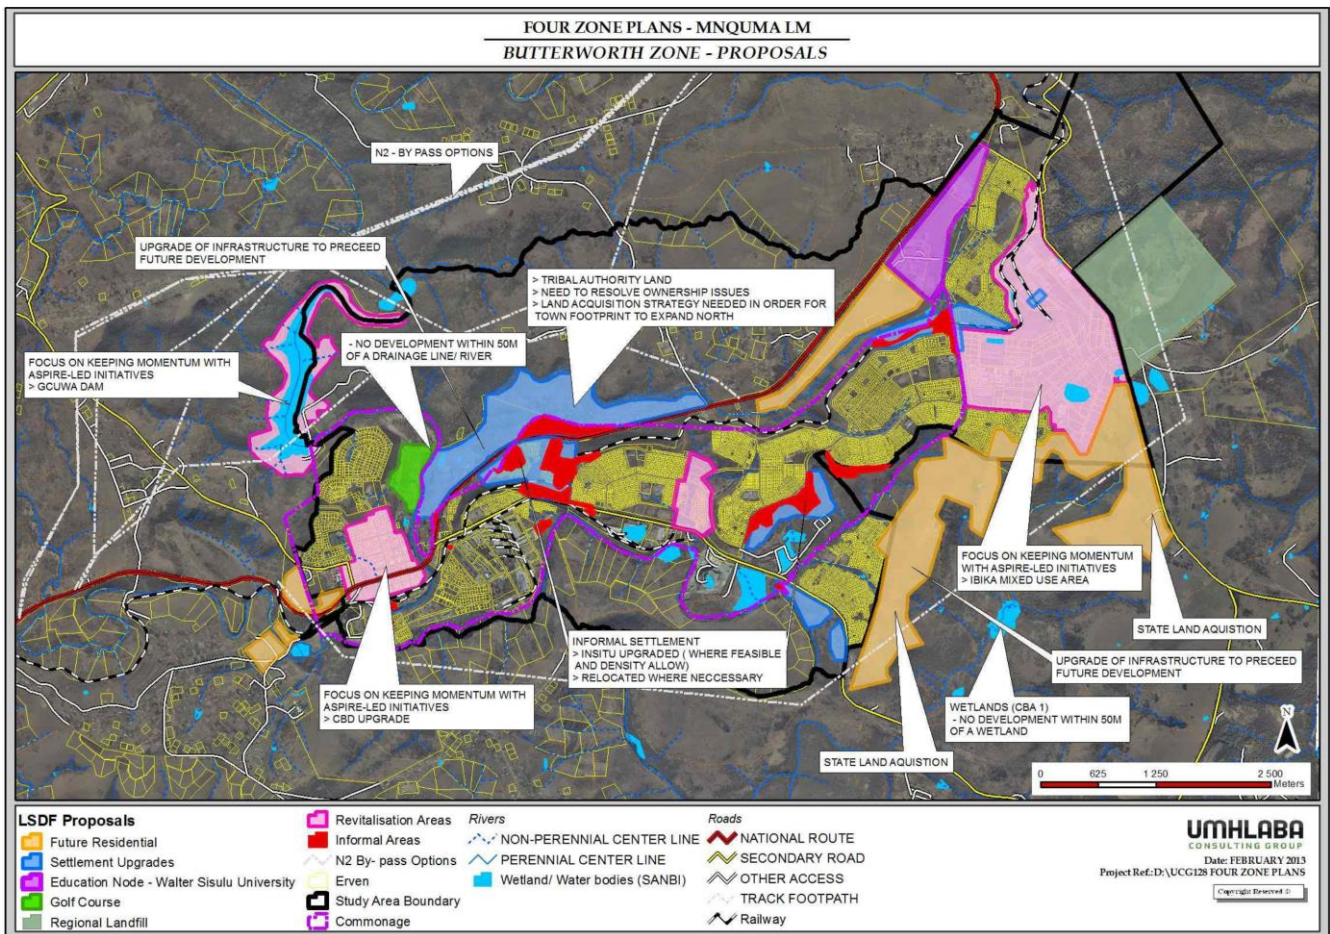 FOUR ZONE PLANS - MNQUMA LM
BUTTERWORTH ZONE - PROPOSALS
N2 - BY PASS OPTIONS
UPGRADE OF INFRASTRUCTURE TO PRECEED
FUTURE DEVELOPMENT
> TRIBAL AUTHORITY LAND
> NEED TO RESOLVE OWNERSHIP ISSUES
> LAND ACQUISITION STRATEGY NEEDED IN ORDER FOR
TOWN FOOTPRINT TO EXPAND NORTH
- NO DEVELOPMENT WITHIN 50M
OF A DRAINAGE LINE/ RIVER
FOCUS ON KEEPING MOMENTUM WITH
ASPIRE-LED INITIATIVES
> GCUWA DAM
FOCUS ON KEEPING MOMENTUM
WITH ASPIRE-LED INITIATIVES
> IBIKA MIXED USE AREA
STATE LAND AQUISTION
INFORMAL SETTLEMENT
> INSITU UPGRADED ( WHERE FEASIBLE
AND DENSITY ALLOW)
> RELOCATED WHERE NECCESSARY
UPGRADE OF INFRASTRUCTURE TO PRECEED
FUTURE DEVELOPMENT
FOCUS ON KEEPING MOMENTUM WITH
ASPIRE-LED INITIATIVES
> CBD UPGRADE
WETLANDS (CBA 1)
- NO DEVELOPMENT WITHIN 50M
OF A WETLAND
STATE LAND AQUISTION
N
0 625 1 250 2 500
Meters
LSDF Proposals
Future Residential
Settlement Upgrades
Education Node - Walter Sisulu University
Golf Course
Regional Landfill
Revitalisation Areas
Informal Areas
N2 By- pass Options
Erven
Study Area Boundary
Commonage
Rivers
NON-PERENNIAL CENTER LINE
PERENNIAL CENTER LINE
Wetland/ Water bodies (SANBI)
Roads
NATIONAL ROUTE
SECONDARY ROAD
OTHER ACCESS
TRACK FOOTPATH
Railway
UMHLABA
CONSULTING GROUP
Date: FEBRUARY 2013
Project Ref.:D:\UCG128 FOUR ZONE PLANS
Copyright Reserved ©